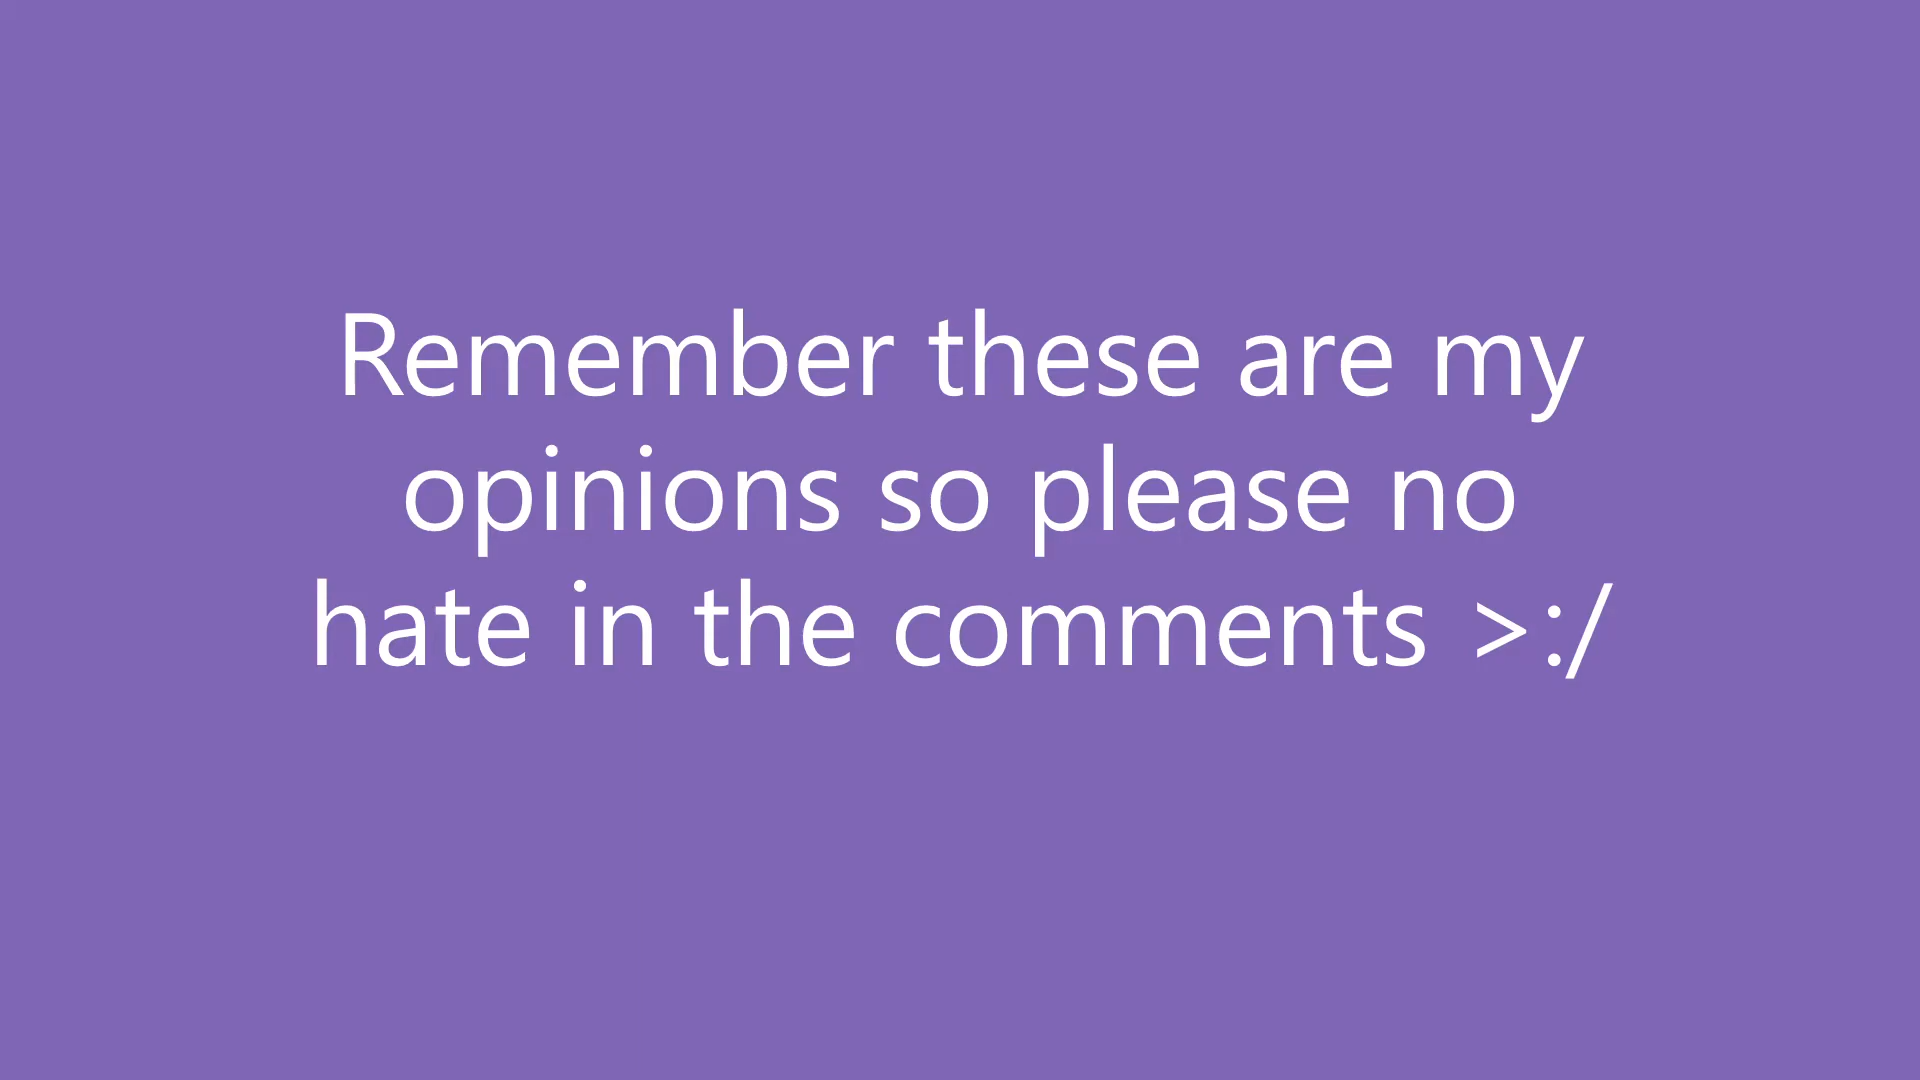 Remember these are my
opinions so please no
hate in the comments >:/